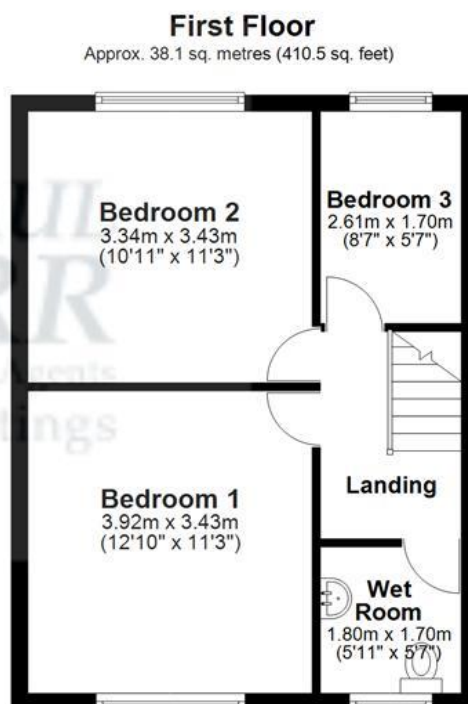 First Floor
Approx. 38.1 sq. metres (410.5 sq. feet)
Bedroom 2
3.34m x 3.43m
(10'11" x 11'3")
Bedroom 3
2.61m x 1.70m
(8'7" x 5'7")
Bedroom 1
3.92m x 3.43m
(12'10" x 11'3")
Landing
Wet
Room
1.80m x 1.70m
(5'11" x 5'7")
Agents
tings